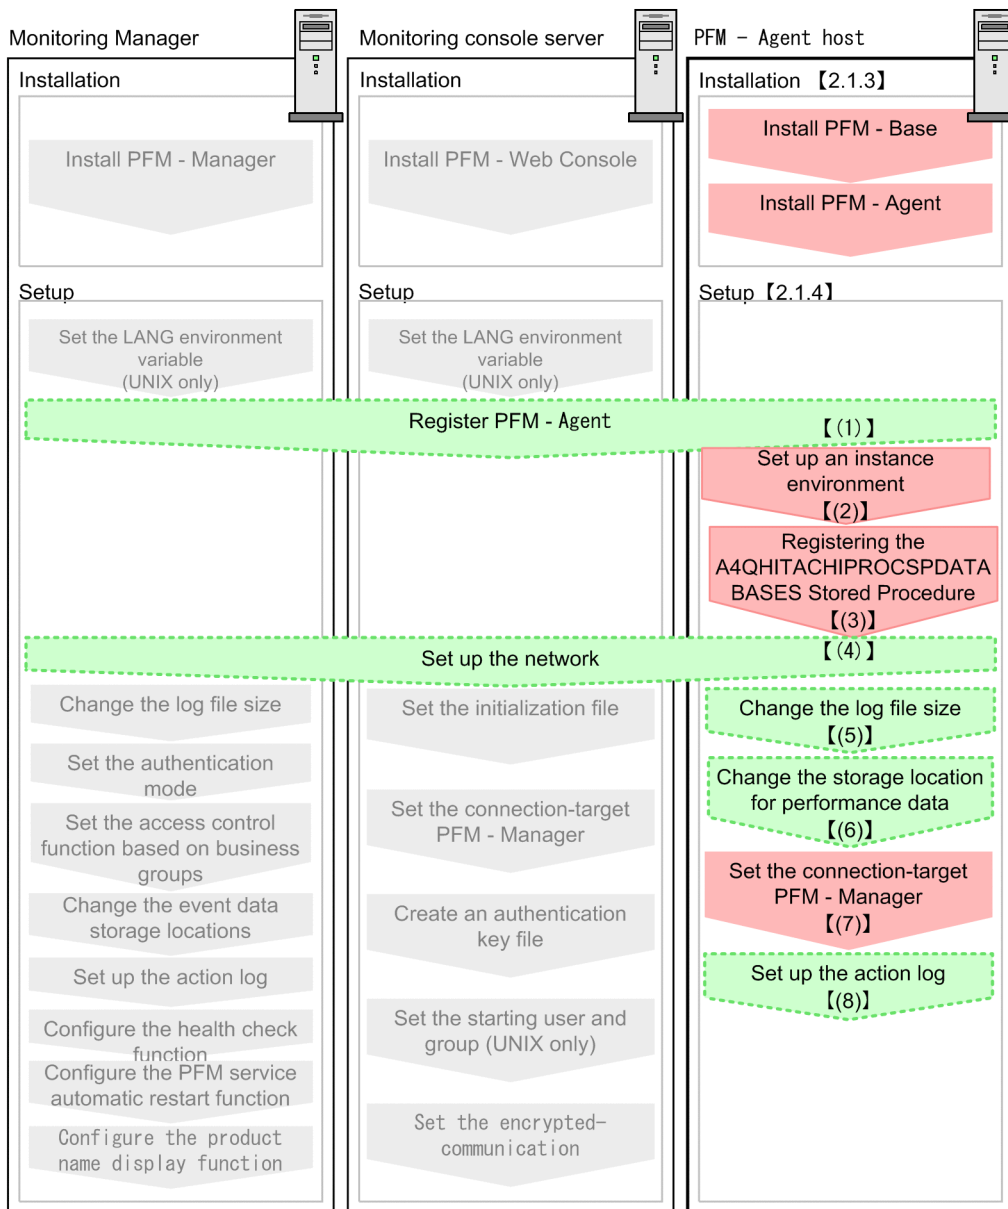 Monitoring Manager
Installation
Install PFM - Manager
Setup
Set the LANG environment
variable
(UNIX only)
Monitoring console server
Installation
Install PFM - Web Console
Setup
Set the LANG environment
variable
(UNIX only)
PFM - Agent host
Installation 【2.1.3】
Install PFM - Base
Install PFM - Agent
Setup【2.1.4】
Register PFM - Agent
【(1)】
Set up an instance
environment
【(2)】
Registering the
A4QHITACHIPROCSPDATA
BASES Stored Procedure
【(3)】
Set up the network
【(4)】
Change the log file size
Set the authentication
mode
Set the access control
function based on business
groups
Change the event data
storage locations
Set up the action log
Configure the health check
function
Configure the PFM service
automatic restart function
Configure the product
name display function
Set the initialization file
Set the connection-target
PFM - Manager
Create an authentication
key file
Set the starting user and
group (UNIX only)
Set the encrypted-
communication
Change the log file size
【(5)】
Change the storage location
for performance data
【(6)】
Set the connection-target
PFM - Manager
【(7)】
Set up the action log
【(8)】